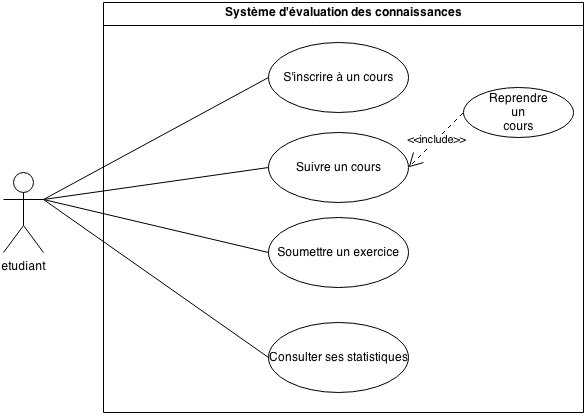 Système d'évaluation des connaissances
S'inscrire à un cours
Reprendre
un
cours
<<include>>
Suivre un cours
Soumettre un exercice
etudiant
Consulter ses statistiques